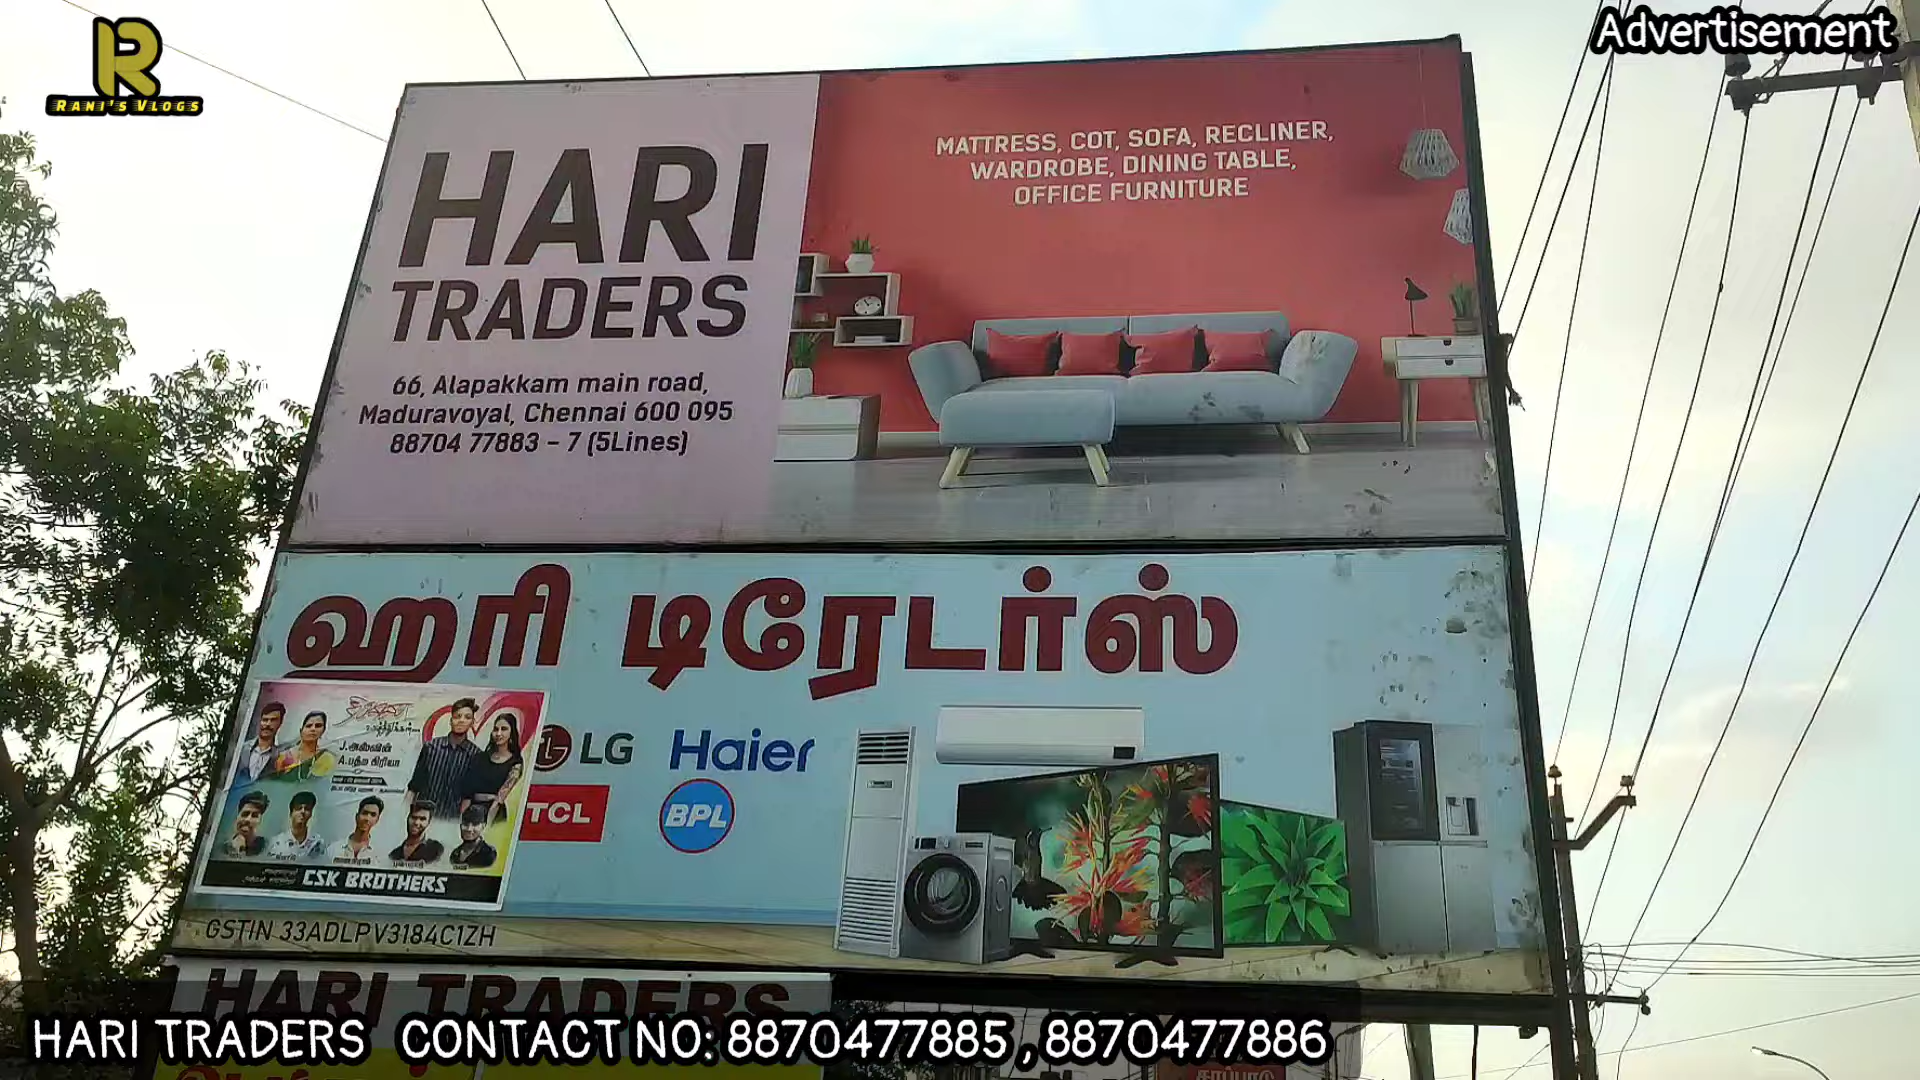 RANI'S VLOGS
Advertisement
HARI
TRADERS
66, Alapakkam main road,
Maduravoyal, Chennai 600 095
88704 77883 – 7 (5Lines)
MATTRESS, COT, SOFA, RECLINER,
WARDROBE, DINING TABLE,
OFFICE FURNITURE
ஹரி டிரேடர்ஸ்
J.அஸ்வின்
A.பத்ம பிரியா
CSK BROTHERS
LG
Haier
TCL
BPL
GSTIN 33ADLPV3184C1ZH
HARI TRADERS
HARI TRADERS CONTACT NO: 8870477885 , 8870477886